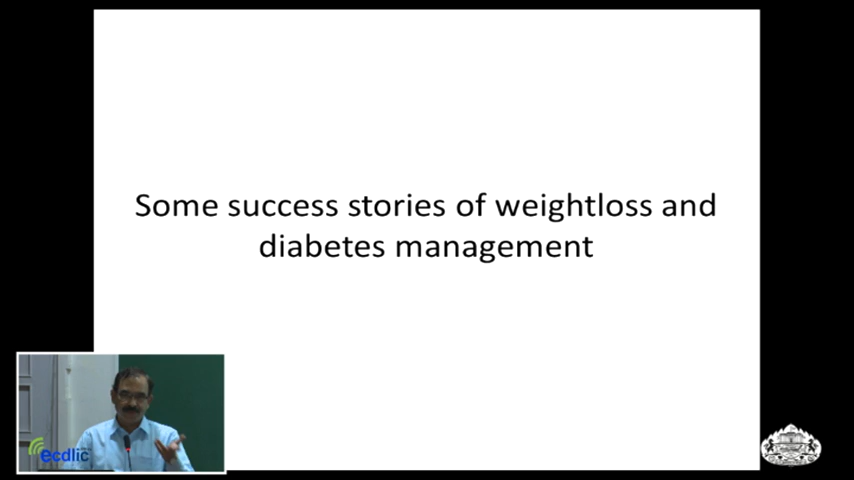 Some success stories of weightloss and
diabetes management
ecdlic